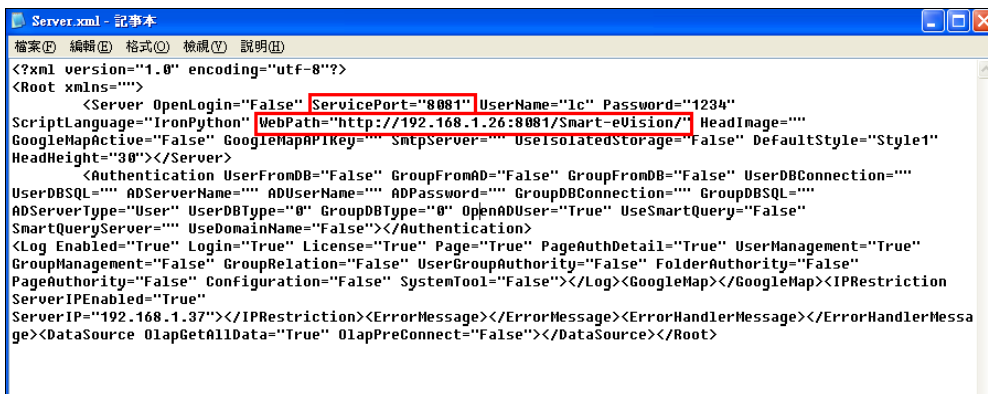 Server.xml - 記事本
檔案(F) 編輯(E) 格式(O) 檢視(V) 說明(H)
<?xml version="1.0" encoding="utf-8"?>
<Root xmlns="">
<Server OpenLogin="False" ServicePort="8081" UserName="lc" Password="1234"
ScriptLanguage="IronPython" WebPath="http://192.168.1.26:8081/Smart-eVision/" HeadImage=""
GoogleMapActive="False" GoogleMapAPIKey="" SmtpServer="" UseIsolatedStorage="False" DefaultStyle="Style1"
HeadHeight="30"></Server>
<Authentication UserFromDB="False" GroupFromAD="False" GroupFromDB="False" UserDBConnection=""
UserDBSQL="" ADServerName="" ADUserName="" ADPassword="" GroupDBConnection="" GroupDBSQL=""
ADServerType="User" UserDBType="0" GroupDBType="0" OpenADUser="True" UseSmartQuery="False"
SmartQueryServer="" UseDomainName="False"></Authentication>
<Log Enabled="True" Login="True" License="True" Page="True" PageAuthDetail="True" UserManagement="True"
GroupManagement="False" GroupRelation="False" UserGroupAuthority="False" FolderAuthority="False"
PageAuthority="False" Configuration="False" SystemTool="False"></Log><GoogleMap></GoogleMap><IPRestriction
ServerIPEnabled="True"
ServerIP="192.168.1.37"></IPRestriction><ErrorMessage></ErrorMessage><ErrorHandlerMessage></ErrorHandlerMessa
ge><DataSource OlapGetAllData="True" OlapPreConnect="False"></DataSource></Root>